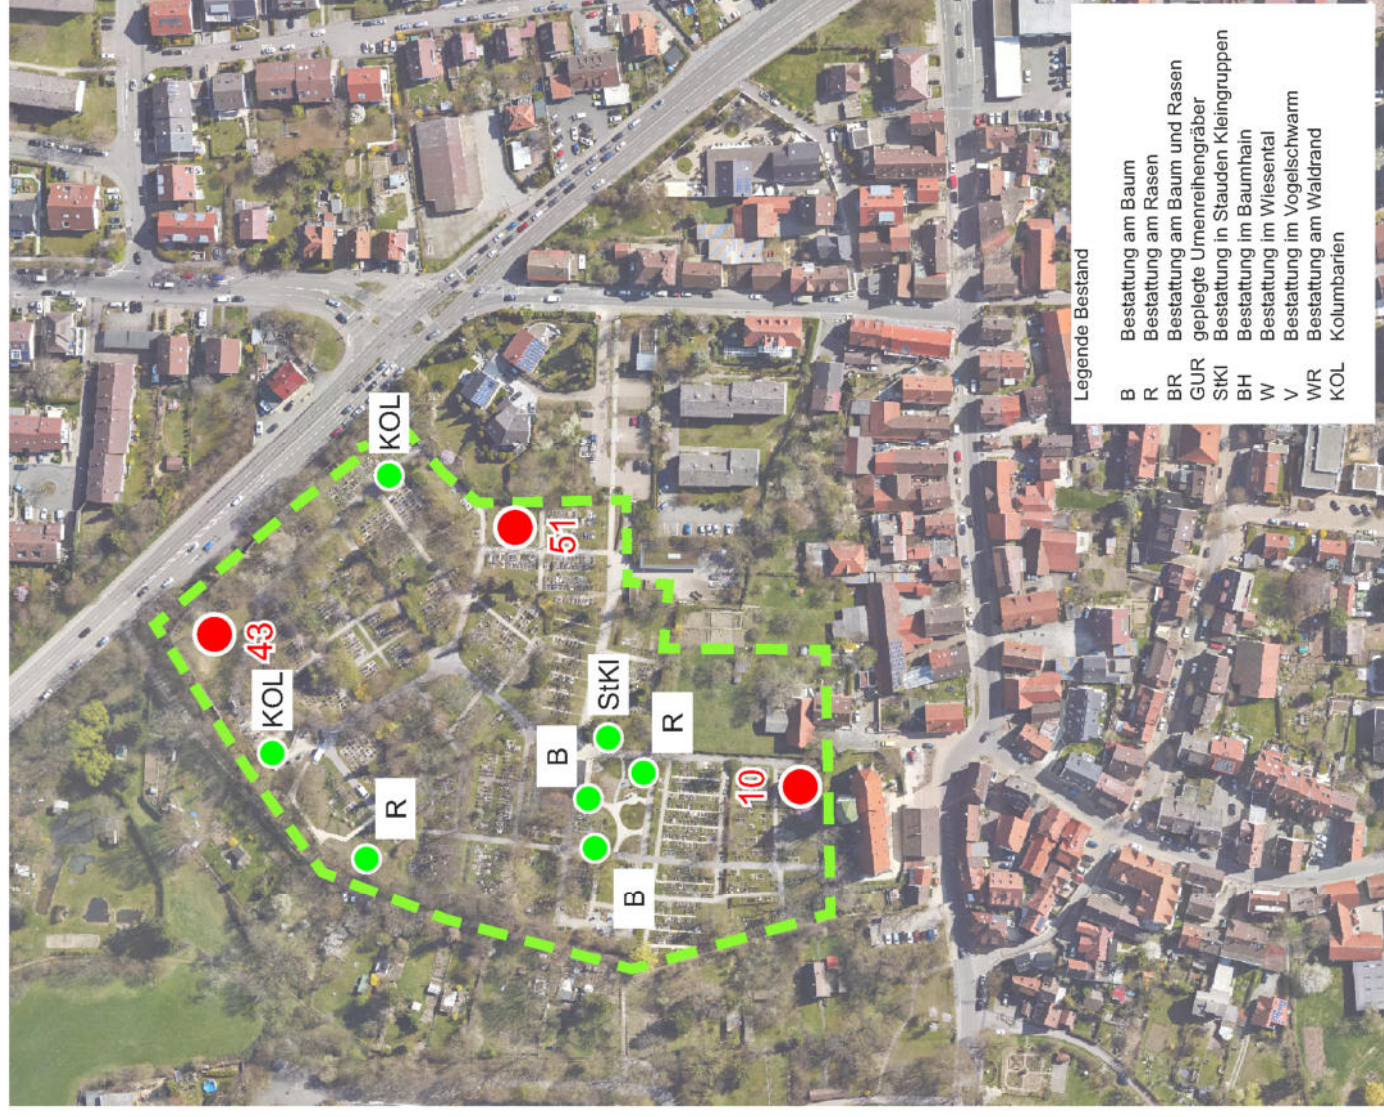 KOL
43
51
KOL
R
B
StKl
R
B
10
Legende Bestand
B Bestattung am Baum
R Bestattung am Rasen
BR Bestattung am Baum und Rasen
GUR geplegte Urnenreihengräber
StKl Bestattung in Stauden Kleingruppen
BH Bestattung im Baumhain
W Bestattung im Wiesental
V Bestattung im Vogelschwarm
WR Bestattung am Waldrand
KOL Kolumbarien